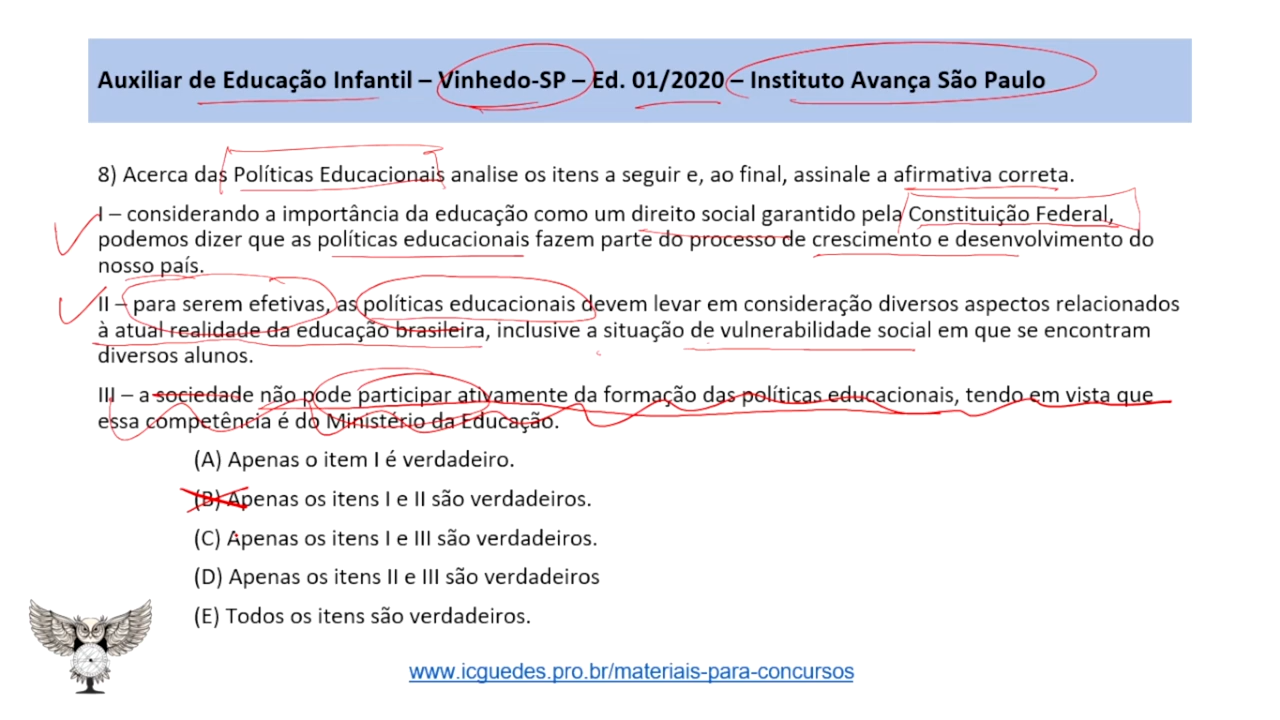 Auxiliar de Educação Infantil – Vinhedo-SP – Ed. 01/2020 – Instituto Avança São Paulo
8) Acerca das Políticas Educacionais analise os itens a seguir e, ao final, assinale a afirmativa correta.
I – considerando a importância da educação como um direito social garantido pela Constituição Federal,
podemos dizer que as políticas educacionais fazem parte do processo de crescimento e desenvolvimento do
nosso país.
II – para serem efetivas, as políticas educacionais devem levar em consideração diversos aspectos relacionados
à atual realidade da educação brasileira, inclusive a situação de vulnerabilidade social em que se encontram
diversos alunos.
III – a sociedade não pode participar ativamente da formação das políticas educacionais, tendo em vista que
essa competência é do Ministério da Educação.
(A) Apenas o item I é verdadeiro.
(B) Apenas os itens I e II são verdadeiros.
(C) Apenas os itens I e III são verdadeiros.
(D) Apenas os itens II e III são verdadeiros
(E) Todos os itens são verdadeiros.
www.icguedes.pro.br/materiais-para-concursos